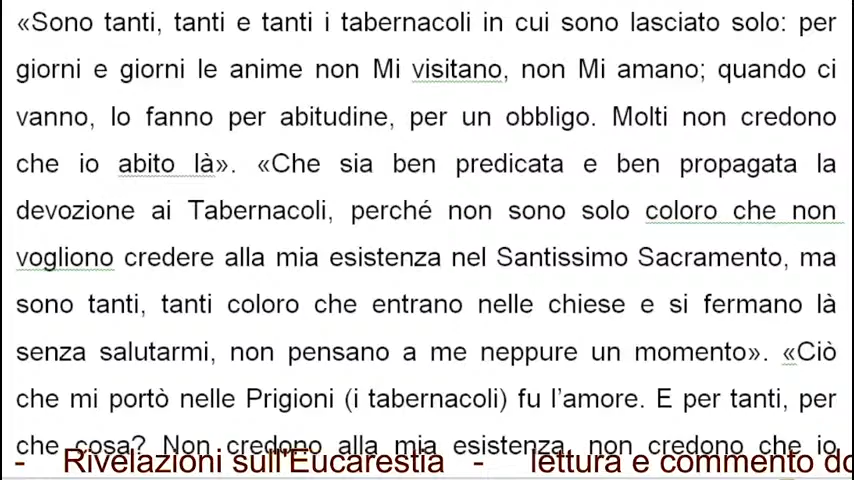 «Sono tanti, tanti e tanti i tabernacoli in cui sono lasciato solo: per
giorni e giorni le anime non Mi visitano, non Mi amano; quando ci
vanno, lo fanno per abitudine, per un obbligo. Molti non credono
che io abito là». «Che sia ben predicata e ben propagata la
devozione ai Tabernacoli, perché non sono solo coloro che non
vogliono credere alla mia esistenza nel Santissimo Sacramento, ma
sono tanti, tanti coloro che entrano nelle chiese e si fermano là
senza salutarmi, non pensano a me neppure un momento». «Ciò
che mi portò nelle Prigioni (i tabernacoli) fu l'amore. E per tanti, per
che cosa? Non credono alla mia esistenza, non credono che io
- Rivelazioni sull'Eucarestia - lettura e commento do